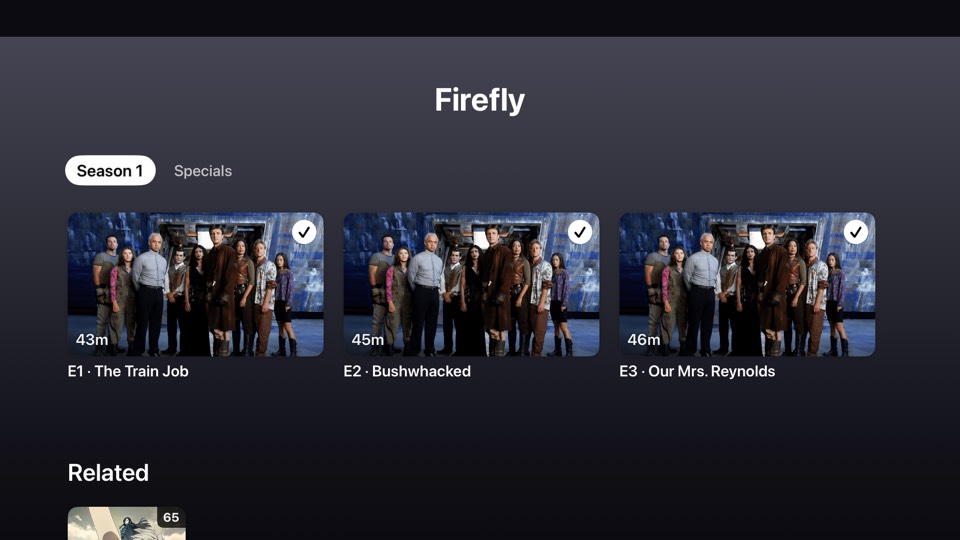 Firefly
Season 1
Specials
43m
45m
46m
E1 · The Train Job
E2 · Bushwhacked
E3 · Our Mrs. Reynolds
Related
65